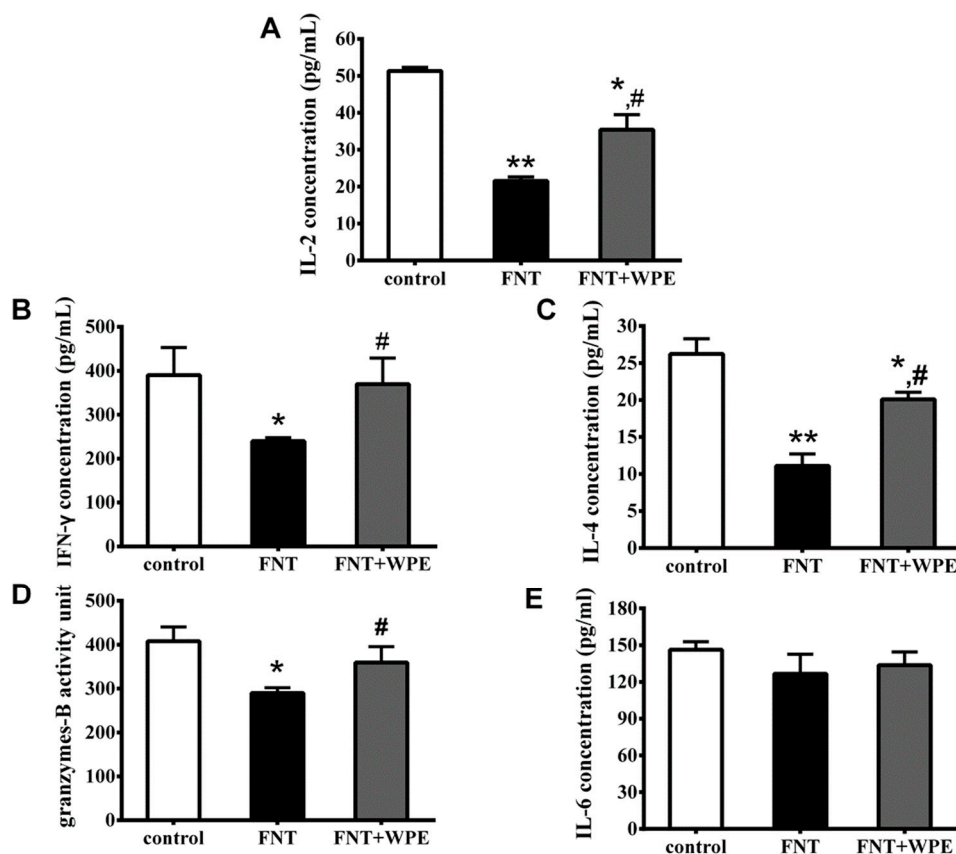 A
IL-2 concentration (pg/mL)
60
50
40
30
20
10
0
**
*,#
control FNT FNT+WPE
B
IFN-γ concentration (pg/mL)
500
400
300
200
100
0
*
#
control FNT FNT+WPE
C
IL-4 concentration (pg/mL)
30
25
20
15
10
5
0
**
*,#
control FNT FNT+WPE
D
granzymes-B activity unit
500
400
300
200
100
0
*
#
control FNT FNT+WPE
E
IL-6 concentration (pg/ml)
180
150
120
90
60
30
0
control FNT FNT+WPE